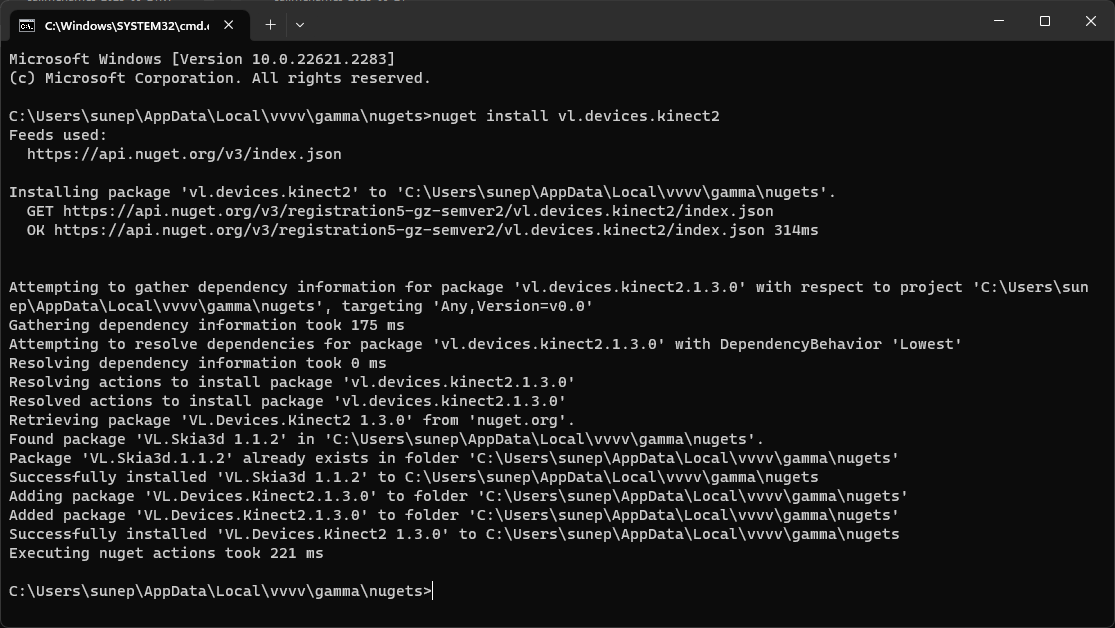 C:\Windows\SYSTEM32\cmd.
Microsoft Windows [Version 10.0.22621.2283]
(c) Microsoft Corporation. All rights reserved.
C:\Users\sunep\AppData\Local\vvvv\gamma\nugets>nuget install vl.devices.kinect2
Feeds used:
  https://api.nuget.org/v3/index.json
Installing package 'vl.devices.kinect2' to 'C:\Users\sunep\AppData\Local\vvvv\gamma\nugets'.
  GET https://api.nuget.org/v3/registration5-gz-semver2/vl.devices.kinect2/index.json
  OK https://api.nuget.org/v3/registration5-gz-semver2/vl.devices.kinect2/index.json 314ms
Attempting to gather dependency information for package 'vl.devices.kinect2.1.3.0' with respect to project 'C:\Users\sun
ep\AppData\Local\vvvv\gamma\nugets', targeting 'Any,Version=v0.0'
Gathering dependency information took 175 ms
Attempting to resolve dependencies for package 'vl.devices.kinect2.1.3.0' with DependencyBehavior 'Lowest'
Resolving dependency information took 0 ms
Resolving actions to install package 'vl.devices.kinect2.1.3.0'
Resolved actions to install package 'vl.devices.kinect2.1.3.0'
Retrieving package 'VL.Devices.Kinect2 1.3.0' from 'nuget.org'.
Found package 'VL.Skia3d 1.1.2' in 'C:\Users\sunep\AppData\Local\vvvv\gamma\nugets'.
Package 'VL.Skia3d.1.1.2' already exists in folder 'C:\Users\sunep\AppData\Local\vvvv\gamma\nugets'
Successfully installed 'VL.Skia3d 1.1.2' to C:\Users\sunep\AppData\Local\vvvv\gamma\nugets
Adding package 'VL.Devices.Kinect2.1.3.0' to folder 'C:\Users\sunep\AppData\Local\vvvv\gamma\nugets'
Added package 'VL.Devices.Kinect2.1.3.0' to folder 'C:\Users\sunep\AppData\Local\vvvv\gamma\nugets'
Successfully installed 'VL.Devices.Kinect2 1.3.0' to C:\Users\sunep\AppData\Local\vvvv\gamma\nugets
Executing nuget actions took 221 ms
C:\Users\sunep\AppData\Local\vvvv\gamma\nugets>